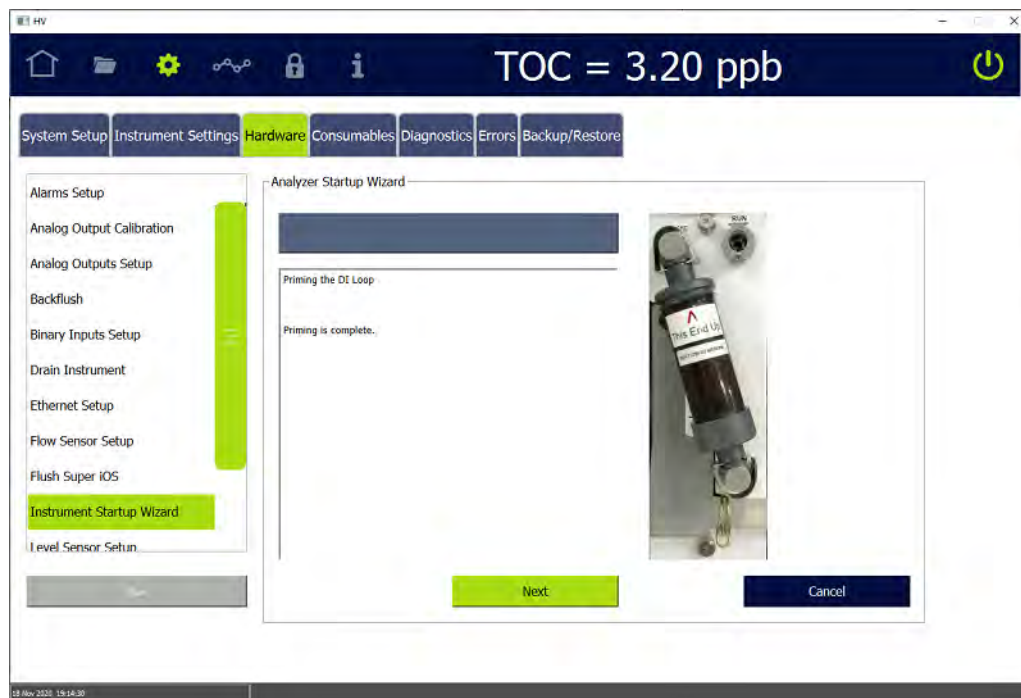 HV
TOC = 3.20 ppb
System Setup
Instrument Settings
Hardware
Consumables
Diagnostics
Errors
Backup/Restore
Alarms Setup
Analog Output Calibration
Analog Outputs Setup
Backflush
Binary Inputs Setup
Drain Instrument
Ethernet Setup
Flow Sensor Setup
Flush Super iOS
Instrument Startup Wizard
Level Sensor Setup
Analyzer Startup Wizard
Priming the DI Loop
Priming is complete.
RUN
This End Up
Next
Cancel
18 Nov 2020 19:14:30